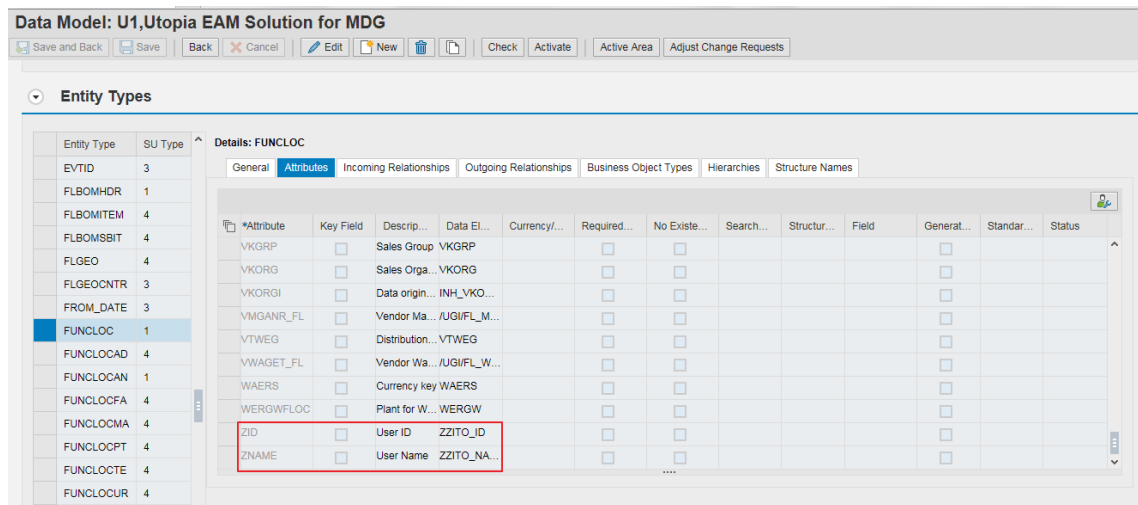 Data Model: U1,Utopia EAM Solution for MDG
Save and Back Save Back Cancel Edit New Check Activate Active Area Adjust Change Requests
Entity Types
Entity Type SU Type
EVTID 3
FLBOMHDR 1
FLBOMITEM 4
FLBOMSBIT 4
FLGEO 4
FLGEOCNTR 3
FROM_DATE 3
FUNCLOC 1
FUNCLOCAD 4
FUNCLOCAN 1
FUNCLOCFA 4
FUNCLOCMA 4
FUNCLOCPT 4
FUNCLOCTE 4
FUNCLOCUR 4
Details: FUNCLOC
General Attributes Incoming Relationships Outgoing Relationships Business Object Types Hierarchies Structure Names
*Attribute Key Field Descrip... Data El... Currency/... Required... No Existe... Search... Structur... Field Generat... Standar... Status
VKGRP Sales Group VKGRP
VKORG Sales Orga... VKORG
VKORGI Data origin... INH_VKO...
VMGANR_FL Vendor Ma... /UGI/FL_M...
VTWEG Distribution... VTWEG
VWAGET_FL Vendor Wa... /UGI/FL_W...
WAERS Currency key WAERS
WERGWFLOC Plant for W... WERGW
ZID User ID ZZITO_ID
ZNAME User Name ZZITO_NA...